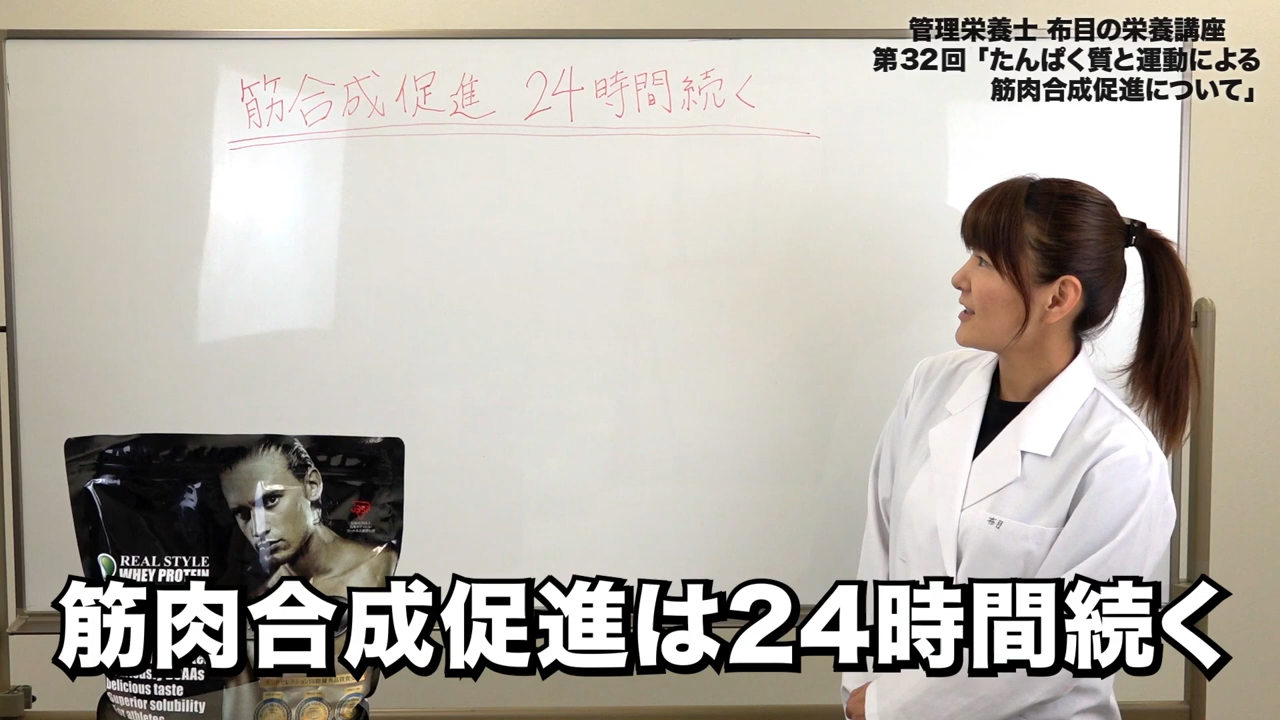 管理栄養士 布目の栄養講座
第32回「たんぱく質と運動による
筋肉合成促進について」
筋合成促進 24時間続く
布目
REAL STYLE
WHEY PROTEIN
筋肉合成促進は24時間続く
Delicious taste
Superior solubility
for athletes